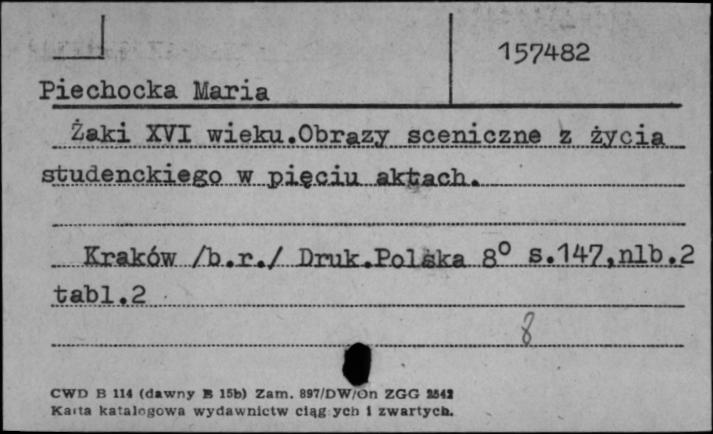 157482
Piechocka Maria
Żaki XVI wieku.Obrazy sceniczne z życia
studenckiego w pięciu aktach.
Kraków /b.r./ Druk.Polska 8° s.147,nlb.2
tabl.2
8
CWD B 114 (dawny B 15b) Zam. 897/DW/On ZGG 2542
Karta katalogowa wydawnictw ciągłych i zwartych.